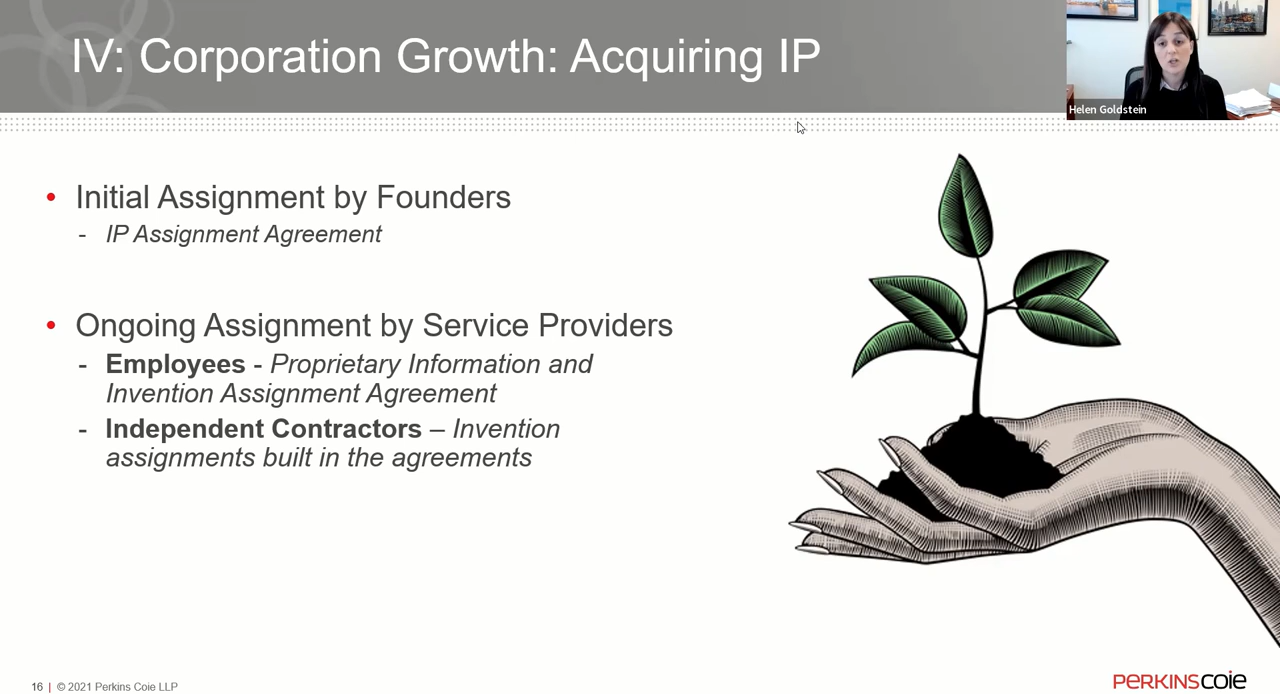 IV: Corporation Growth: Acquiring IP
Helen Goldstein
• Initial Assignment by Founders
- IP Assignment Agreement
• Ongoing Assignment by Service Providers
- Employees - Proprietary Information and
Invention Assignment Agreement
- Independent Contractors – Invention
assignments built in the agreements
16 | © 2021 Perkins Coie LLP
PERKINSCOIE